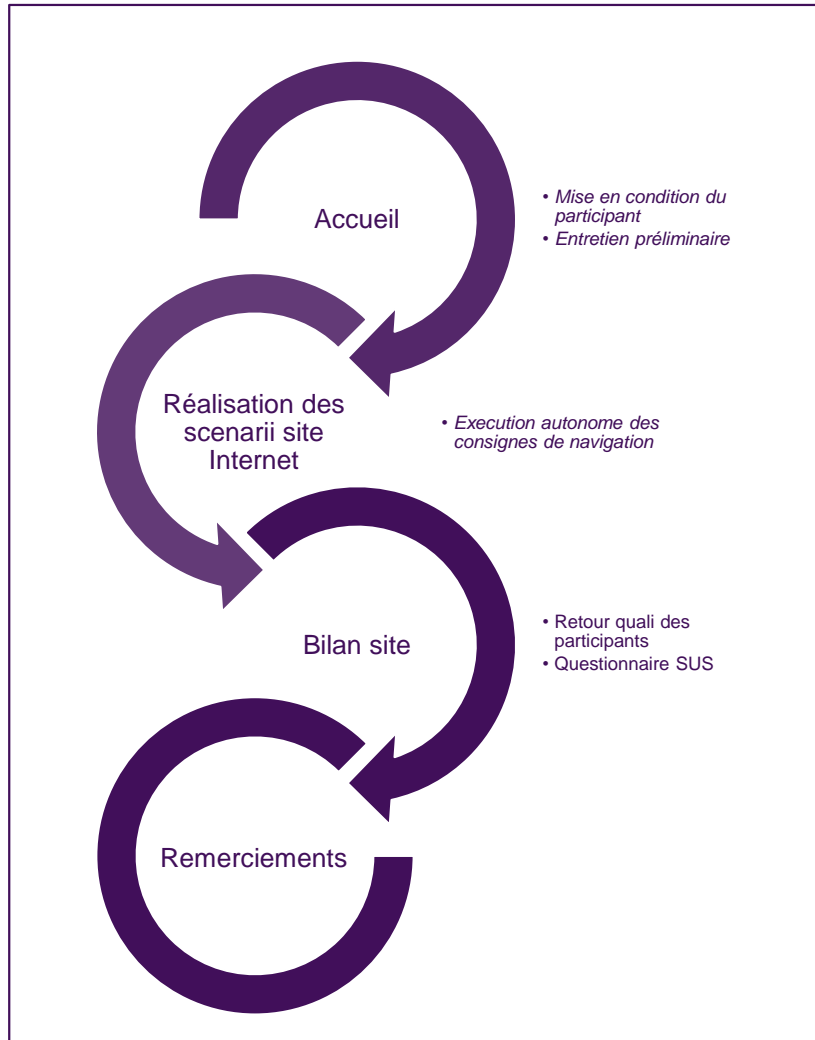 Accueil
• Mise en condition du
participant
• Entretien préliminaire
Réalisation des
scenarii site
Internet
• Execution autonome des
consignes de navigation
Bilan site
• Retour quali des
participants
• Questionnaire SUS
Remerciements